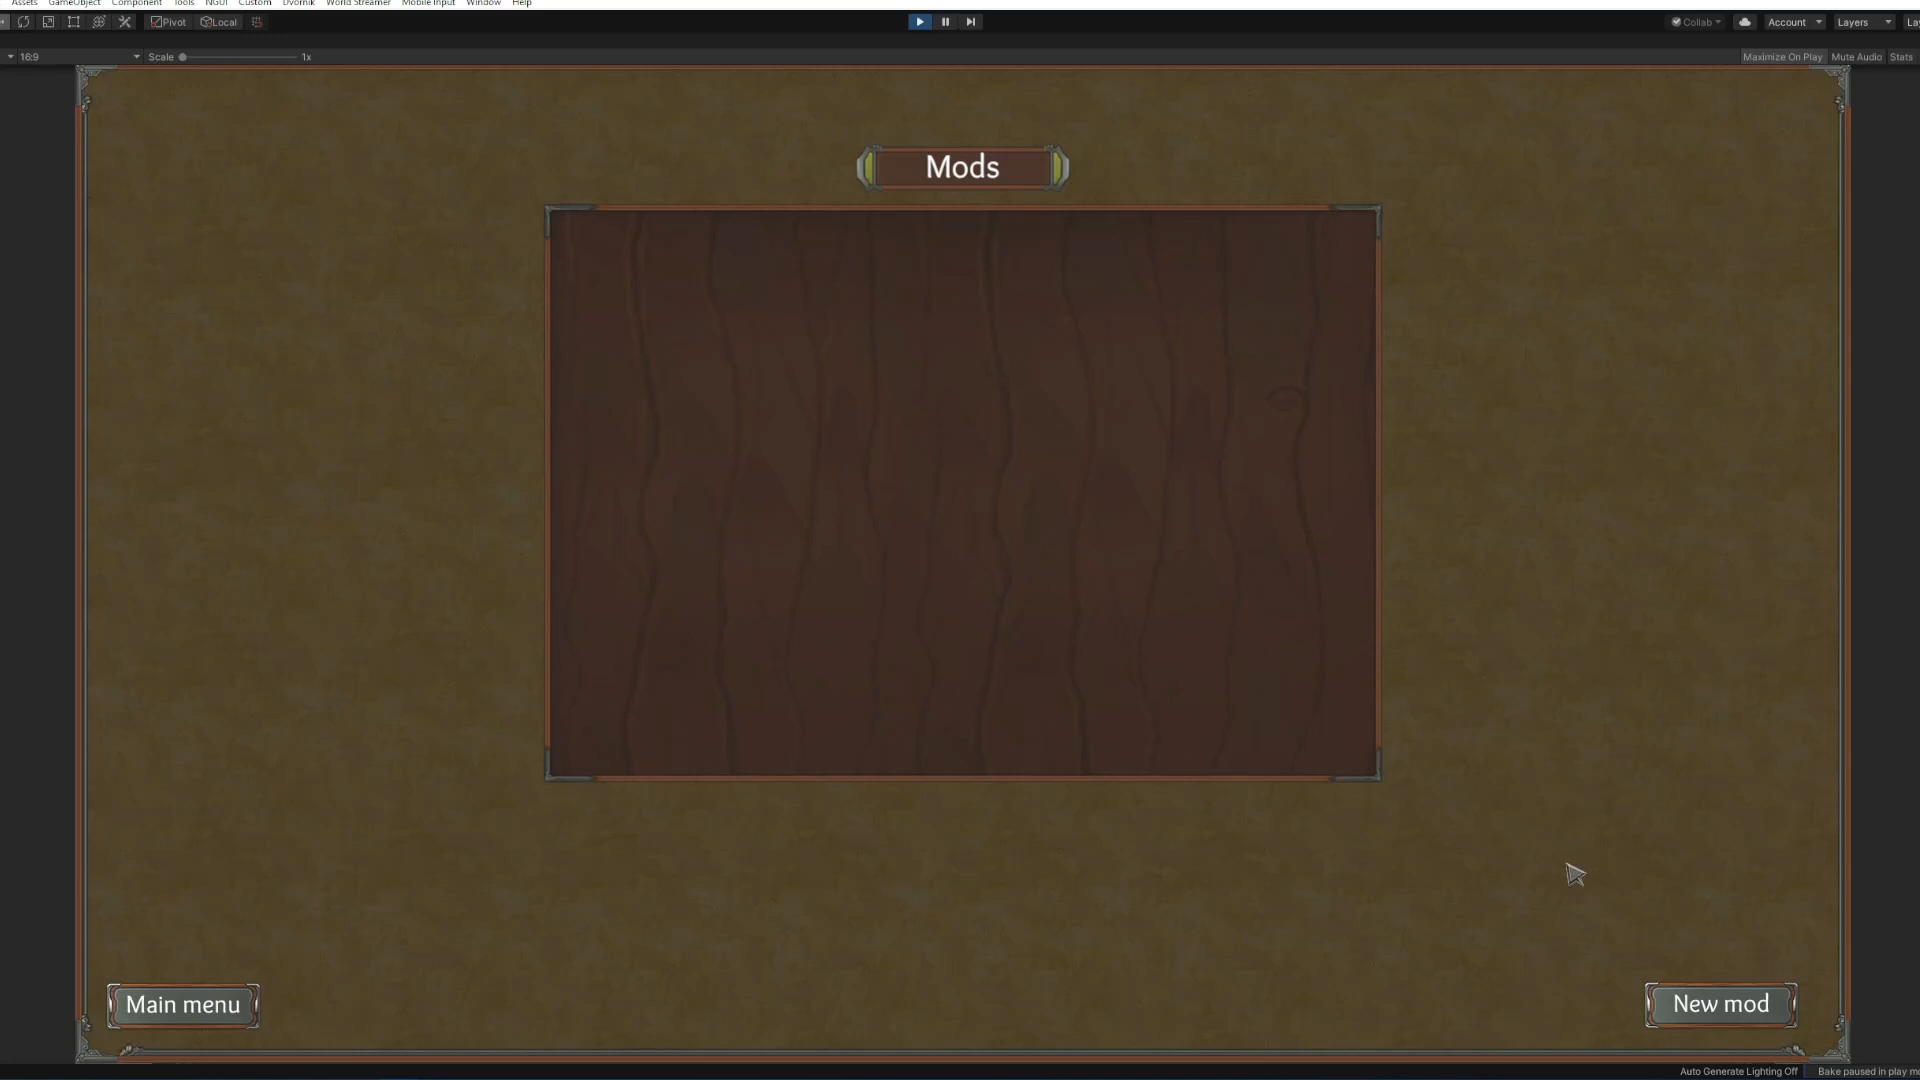 Assets GameObject Component Tools NGUI Custom Dvornik World Streamer Mobile Input Window Help
Pivot Local Collab Account Layers
16:9 Scale 1x Maximize On Play Mute Audio Stats
Mods
Main menu New mod
Auto Generate Lighting Off Bake paused in play